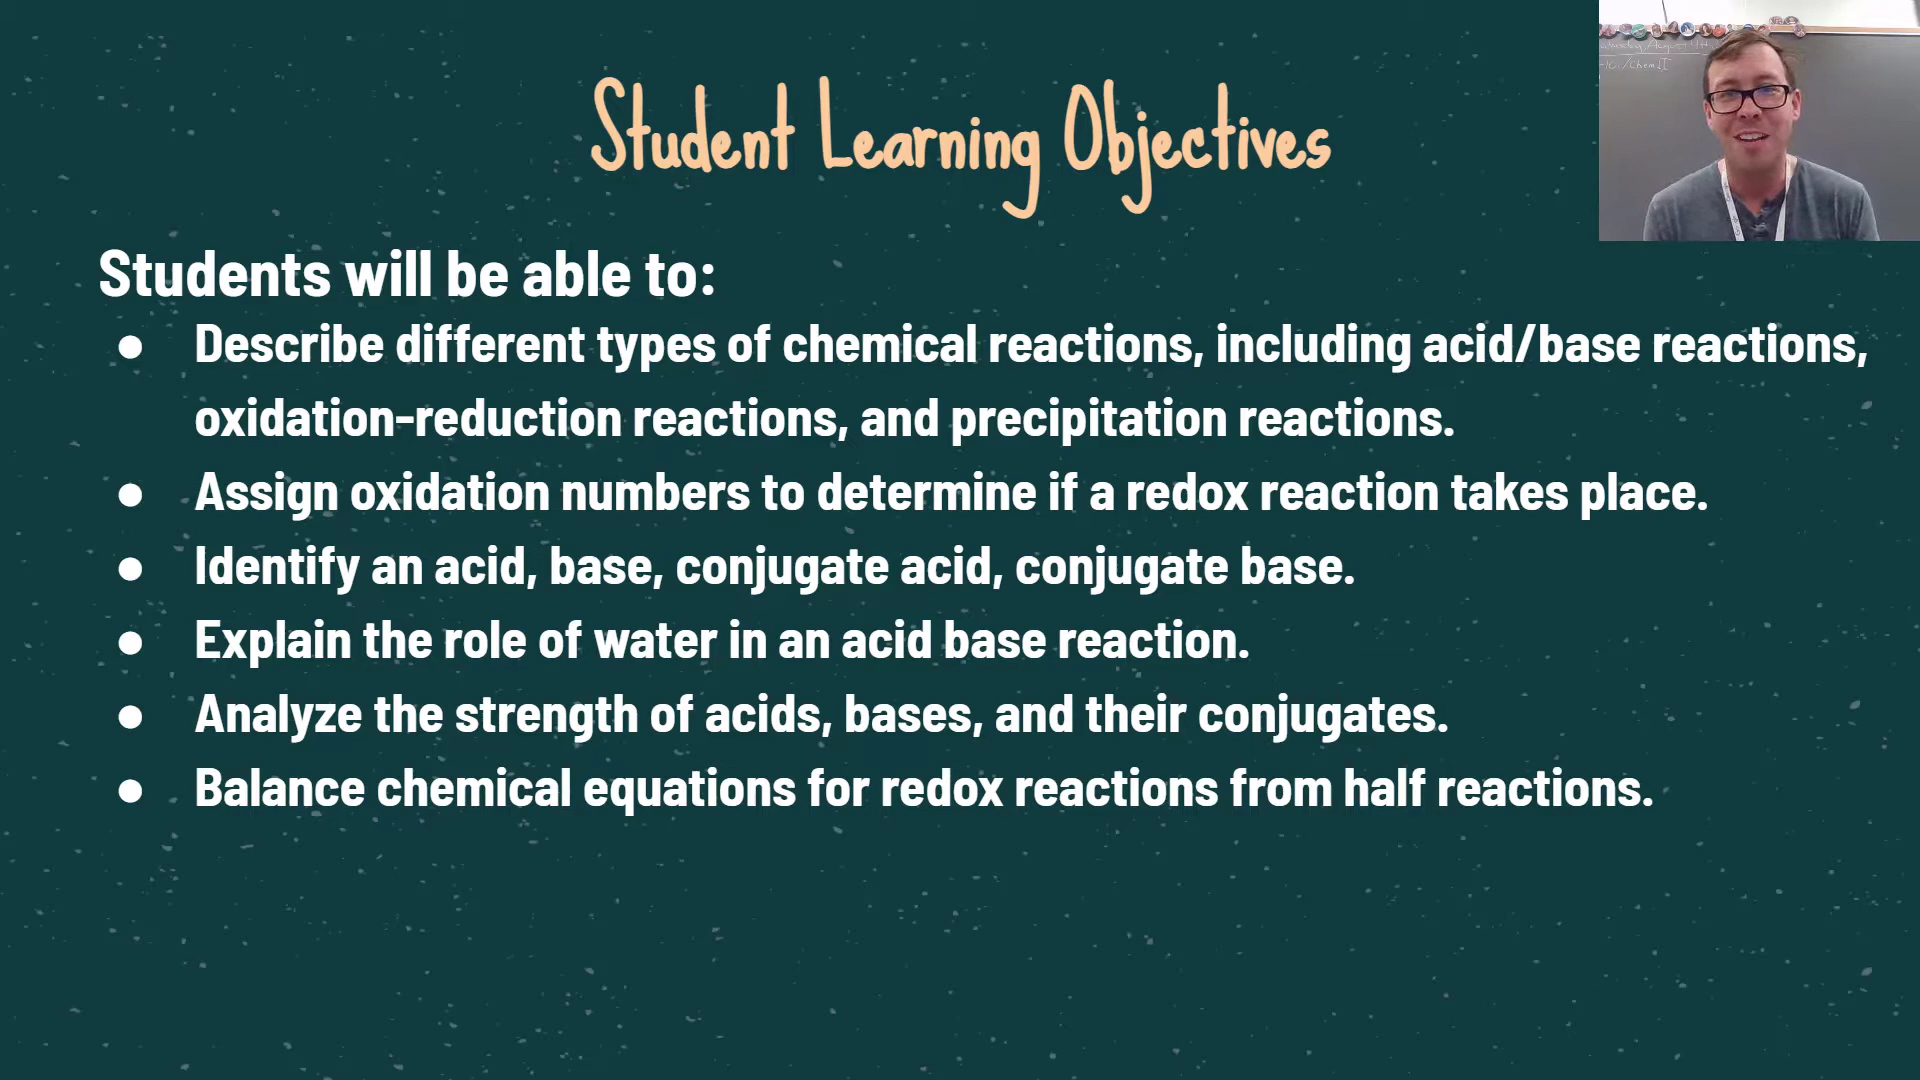 Student Learning Objectives
Students will be able to:
● Describe different types of chemical reactions, including acid/base reactions,
oxidation-reduction reactions, and precipitation reactions.
● Assign oxidation numbers to determine if a redox reaction takes place.
● Identify an acid, base, conjugate acid, conjugate base.
● Explain the role of water in an acid base reaction.
● Analyze the strength of acids, bases, and their conjugates.
● Balance chemical equations for redox reactions from half reactions.